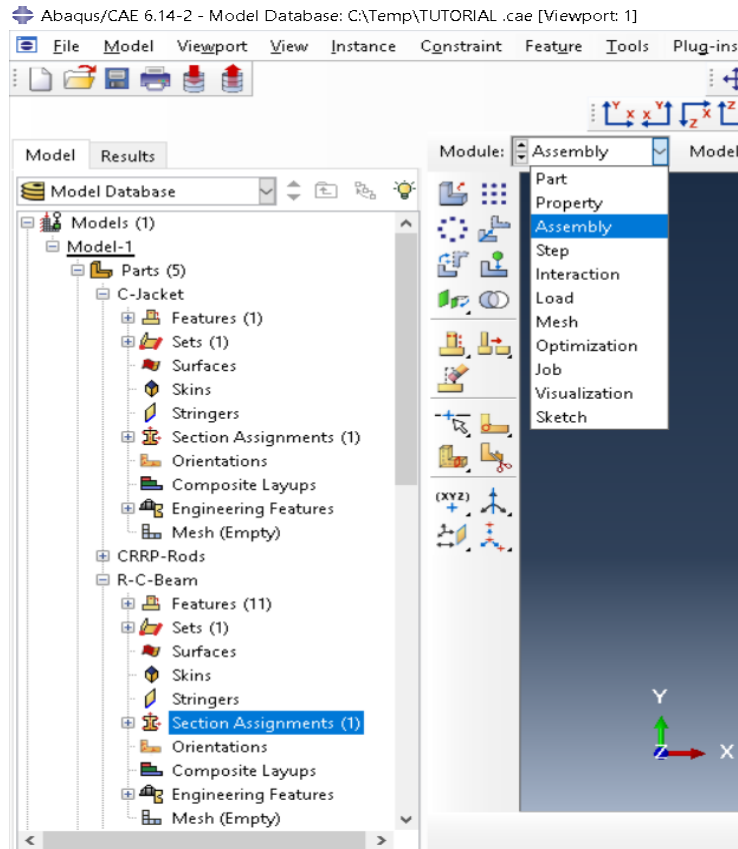 Abaqus/CAE 6.14-2 - Model Database: C:\Temp\TUTORIAL .cae [Viewport: 1]
File Model Viewport View Instance Constraint Feature Tools Plug-ins
Model Results
Module: Assembly Model
Model Database
Part
Property
Assembly
Step
Interaction
Load
Mesh
Optimization
Job
Visualization
Sketch
Models (1)
Model-1
Parts (5)
C-Jacket
Features (1)
Sets (1)
Surfaces
Skins
Stringers
Section Assignments (1)
Orientations
Composite Layups
Engineering Features
Mesh (Empty)
CRRP-Rods
R-C-Beam
Features (11)
Sets (1)
Surfaces
Skins
Stringers
Section Assignments (1)
Orientations
Composite Layups
Engineering Features
Mesh (Empty)
(XYZ)
Y
Z X